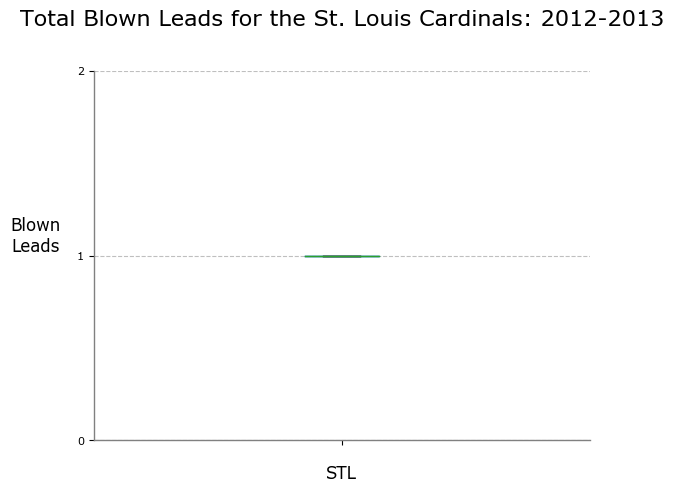 Total Blown Leads for the St. Louis Cardinals: 2012-2013
2
Blown
Leads
1
0
STL